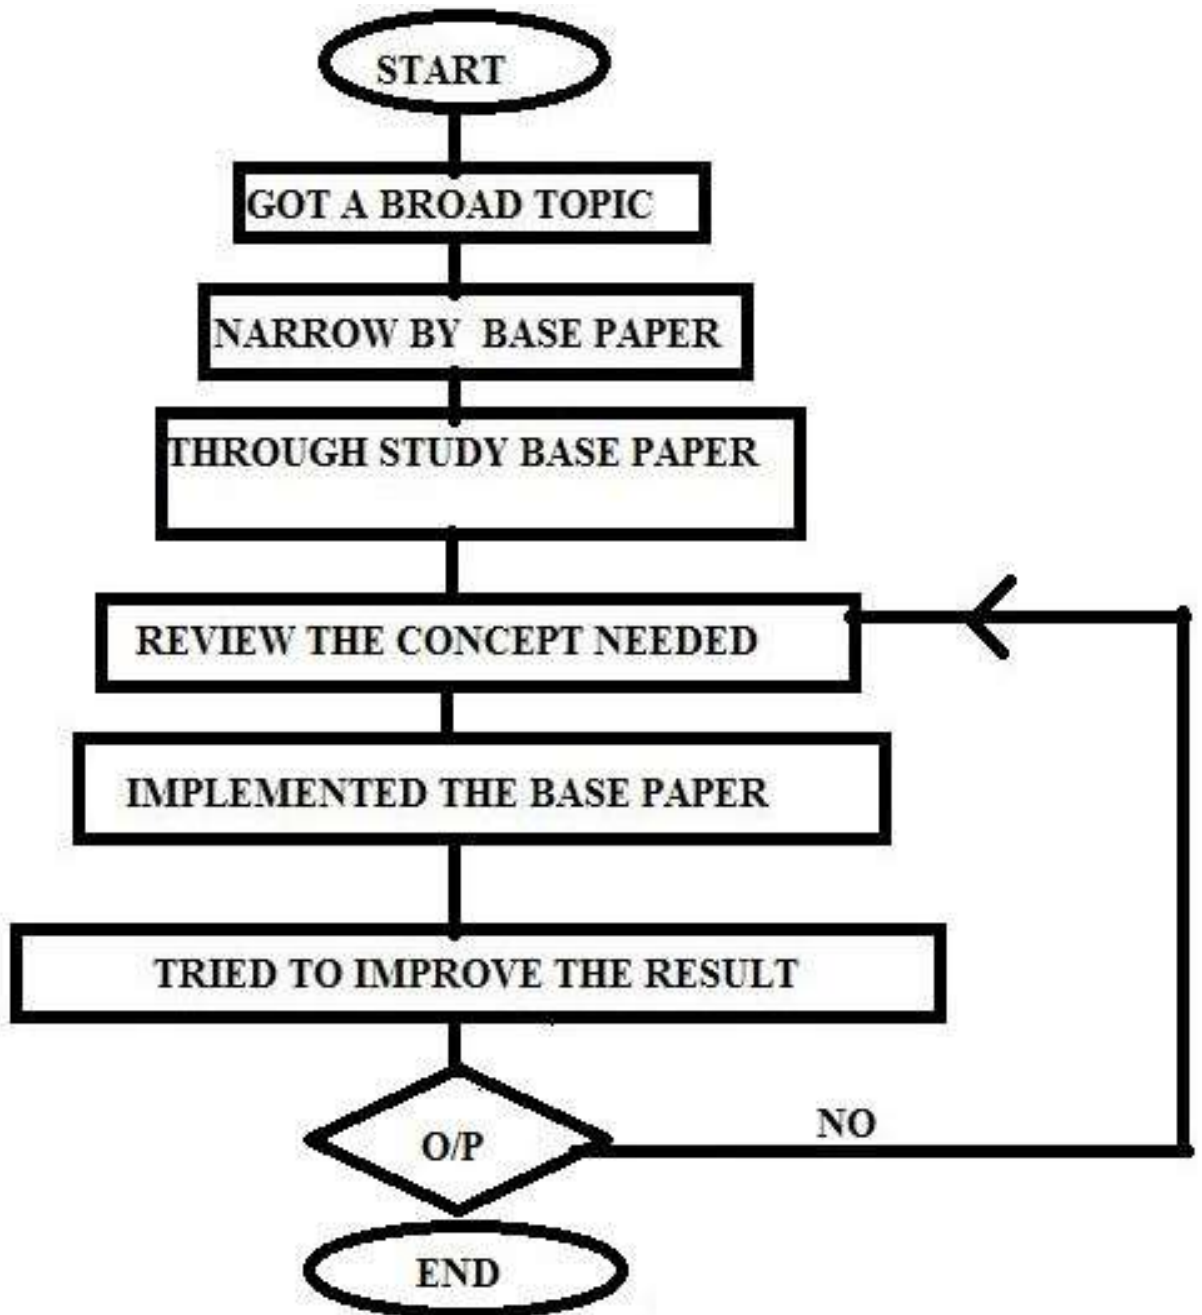 START
GOT A BROAD TOPIC
NARROW BY BASE PAPER
THROUGH STUDY BASE PAPER
REVIEW THE CONCEPT NEEDED
IMPLEMENTED THE BASE PAPER
TRIED TO IMPROVE THE RESULT
NO
O/P
END